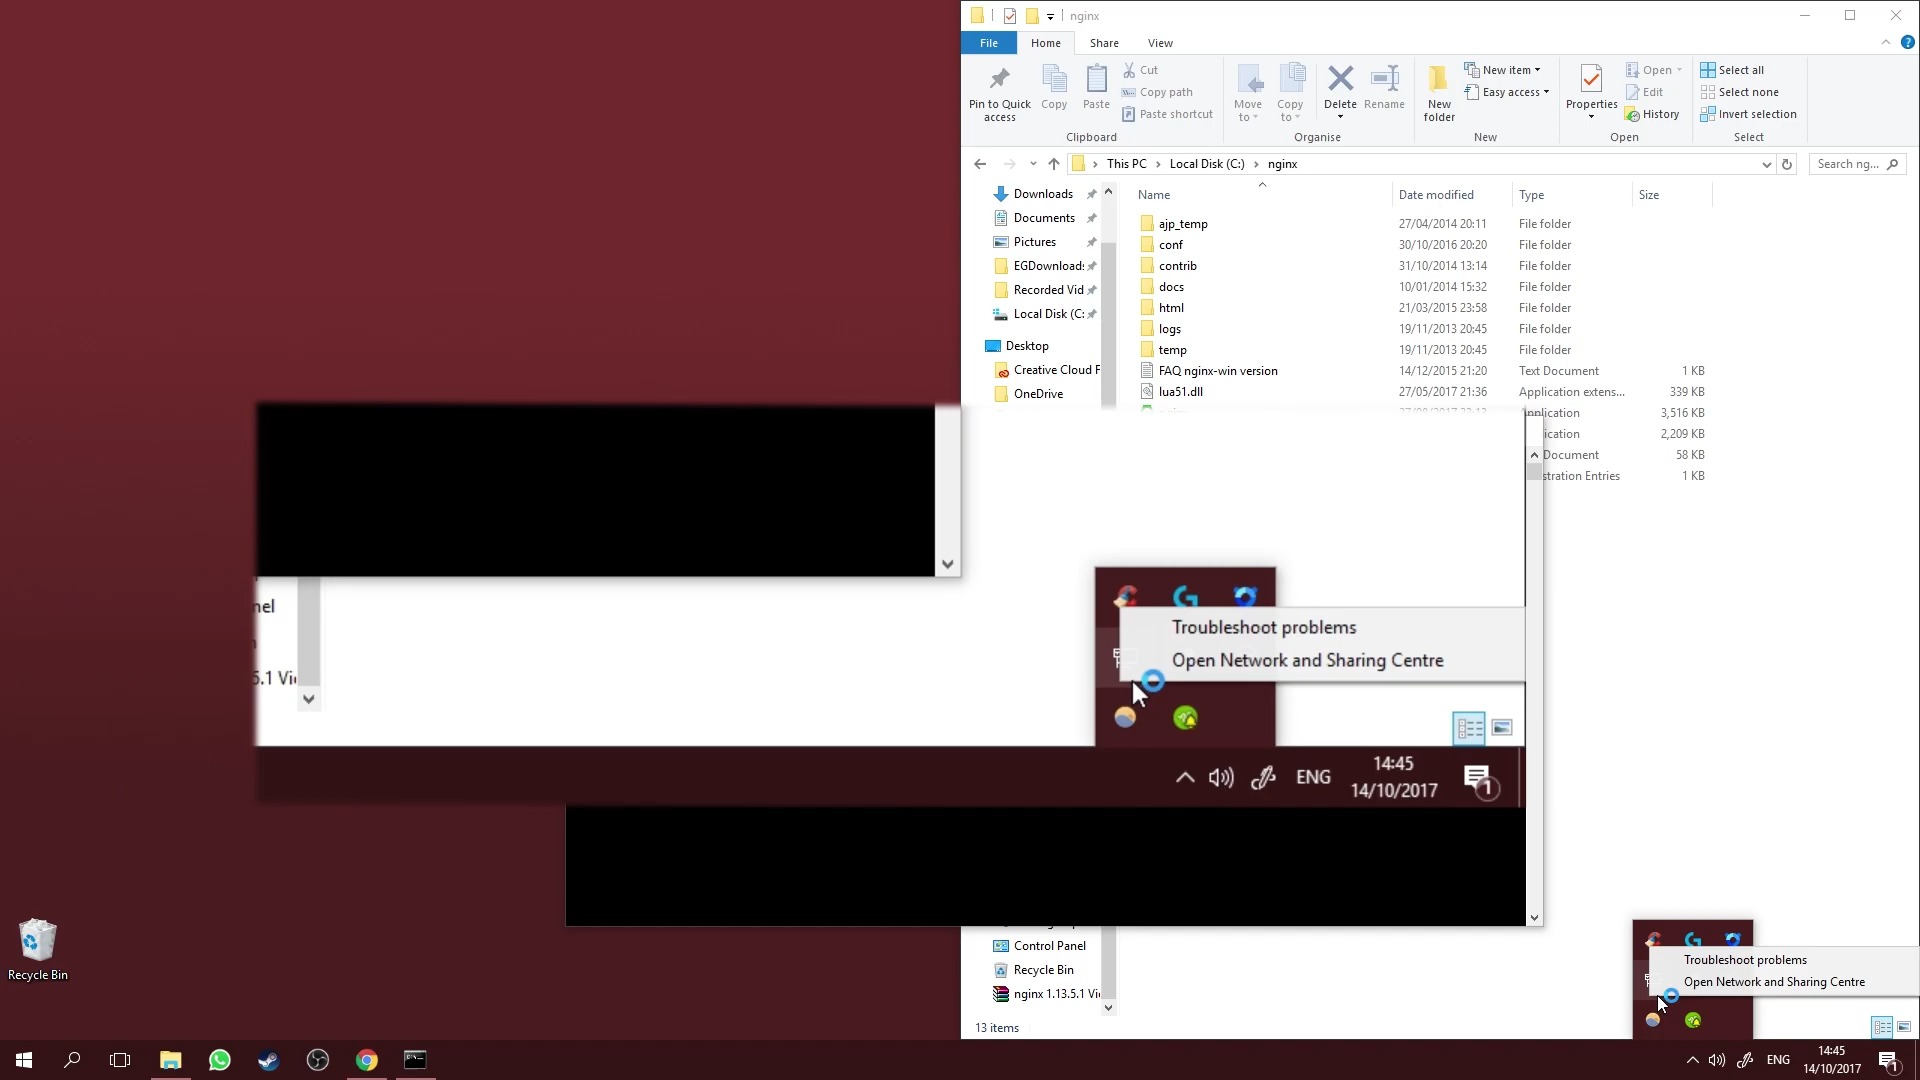 nginx
File Home Share View
Pin to Quick access
Copy
Paste
Cut
Copy path
Paste shortcut
Clipboard
Move to
Copy to
Delete
Rename
Organise
New folder
New item
Easy access
New
Properties
Open
Edit
History
Open
Select all
Select none
Invert selection
Select
This PC > Local Disk (C:) > nginx
Search ng...
Downloads
Documents
Pictures
EGDownload:
Recorded Vid
Local Disk (C:
Desktop
Creative Cloud F
OneDrive
Name Date modified Type Size
ajp_temp 27/04/2014 20:11 File folder
conf 30/10/2016 20:20 File folder
contrib 31/10/2014 13:14 File folder
docs 10/01/2014 15:32 File folder
html 21/03/2015 23:58 File folder
logs 19/11/2013 20:45 File folder
temp 19/11/2013 20:45 File folder
FAQ nginx-win version 14/12/2015 21:20 Text Document 1 KB
lua51.dll 27/05/2017 21:36 Application extens... 339 KB
plication 3,516 KB
ication 2,209 KB
Document 58 KB
stration Entries 1 KB
nel
5.1 Vi
Troubleshoot problems
Open Network and Sharing Centre
ENG
14:45
14/10/2017
1
Control Panel
Recycle Bin
nginx 1.13.5.1 Vi
13 items
Recycle Bin
Troubleshoot problems
Open Network and Sharing Centre
ENG
14:45
14/10/2017
1